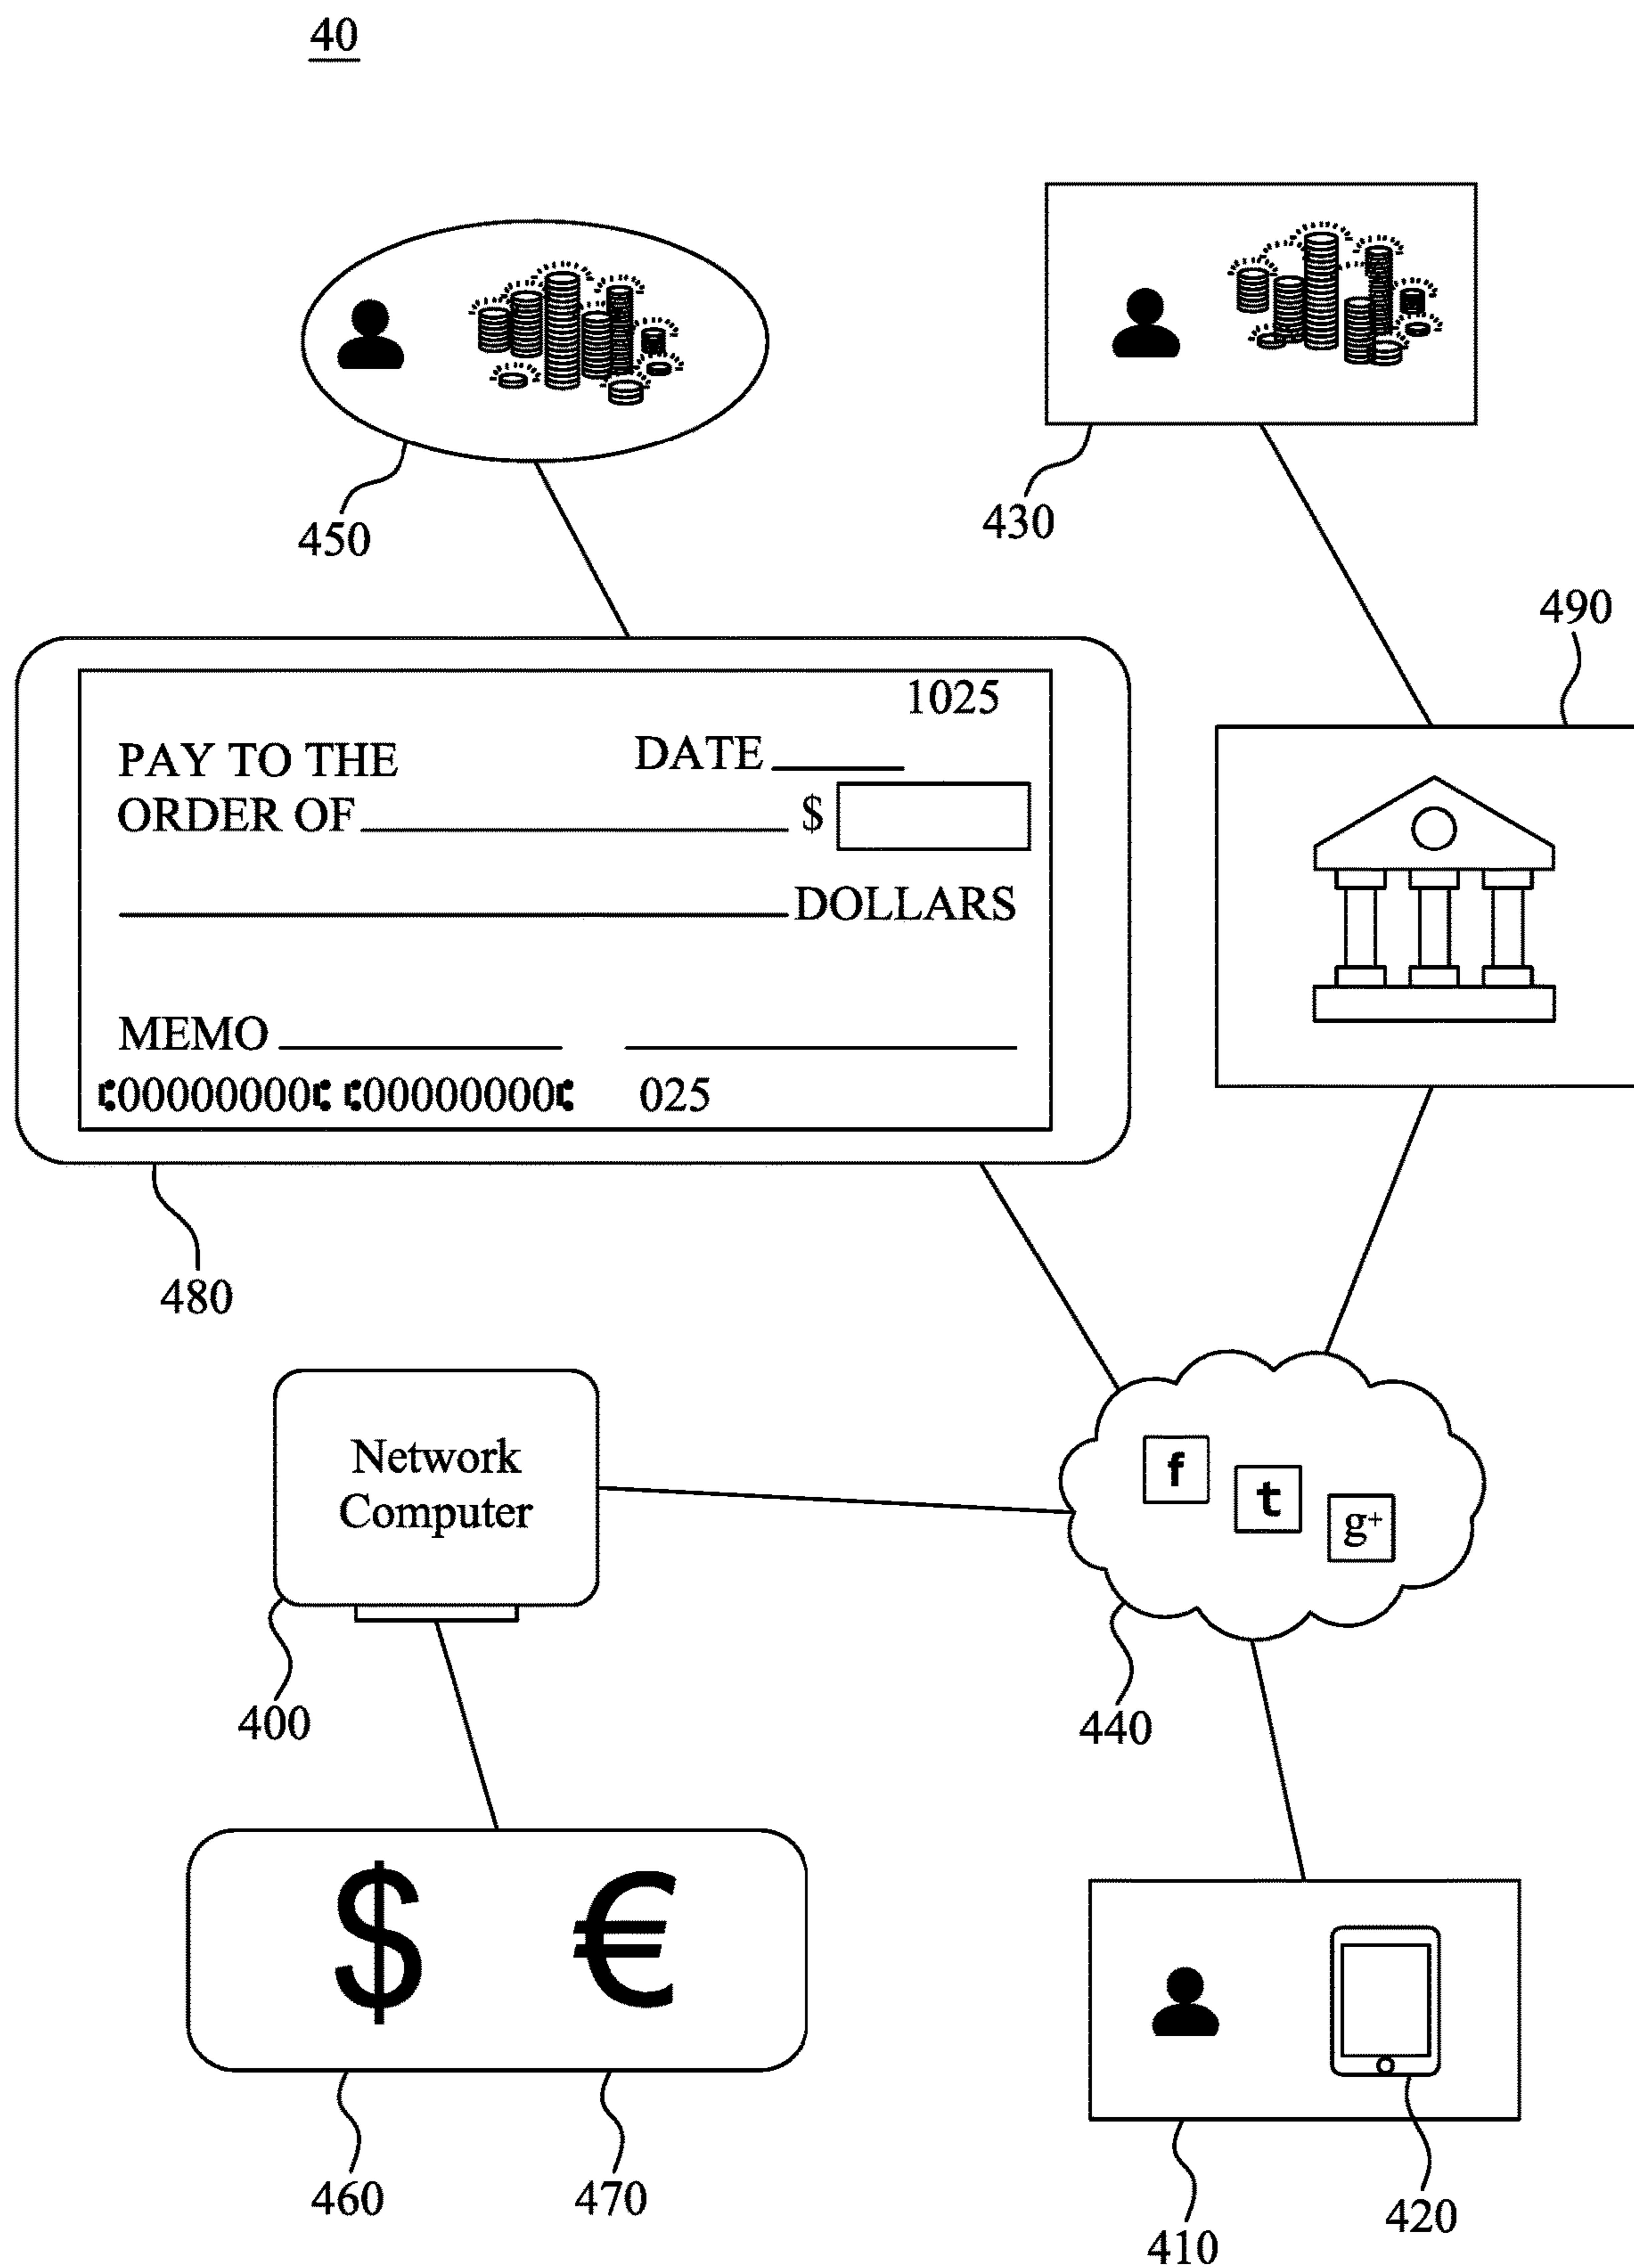 40
450
430
490
1025
PAY TO THE
DATE
ORDER OF $
DOLLARS
MEMO
⑆00000000⑆ ⑆00000000⑆ 025
480
Network
Computer
f
t
g+
400
440
$ €
460
470
420
410